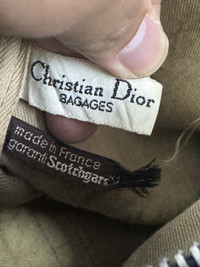 Christian Dior
BAGAGES
made in France
garanti Scotchgard